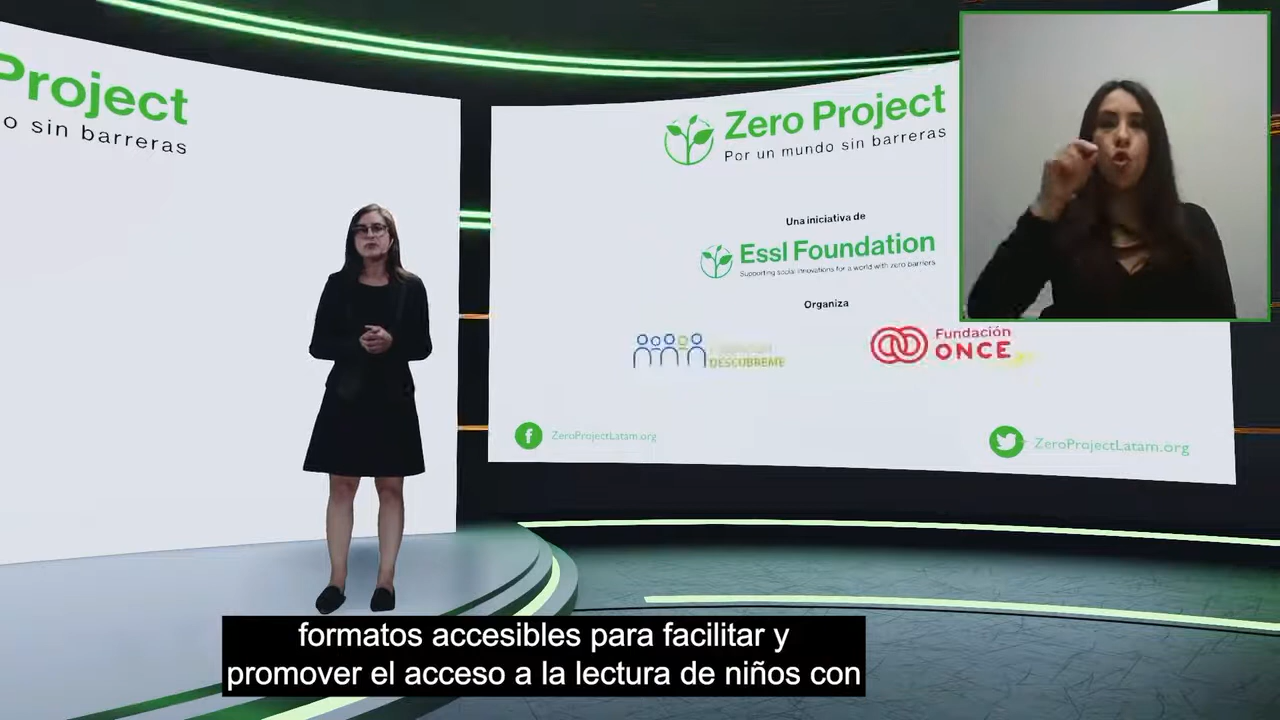 Project
o sin barreras
Zero Project
Por un mundo sin barreras
Una iniciativa de
Essl Foundation
Supporting social innovations for a world with zero barriers
Organiza
DESCÚBREME
Fundación
ONCE
ZeroProjectLatam.org
ZeroProjectLatam.org
formatos accesibles para facilitar y
promover el acceso a la lectura de niños con